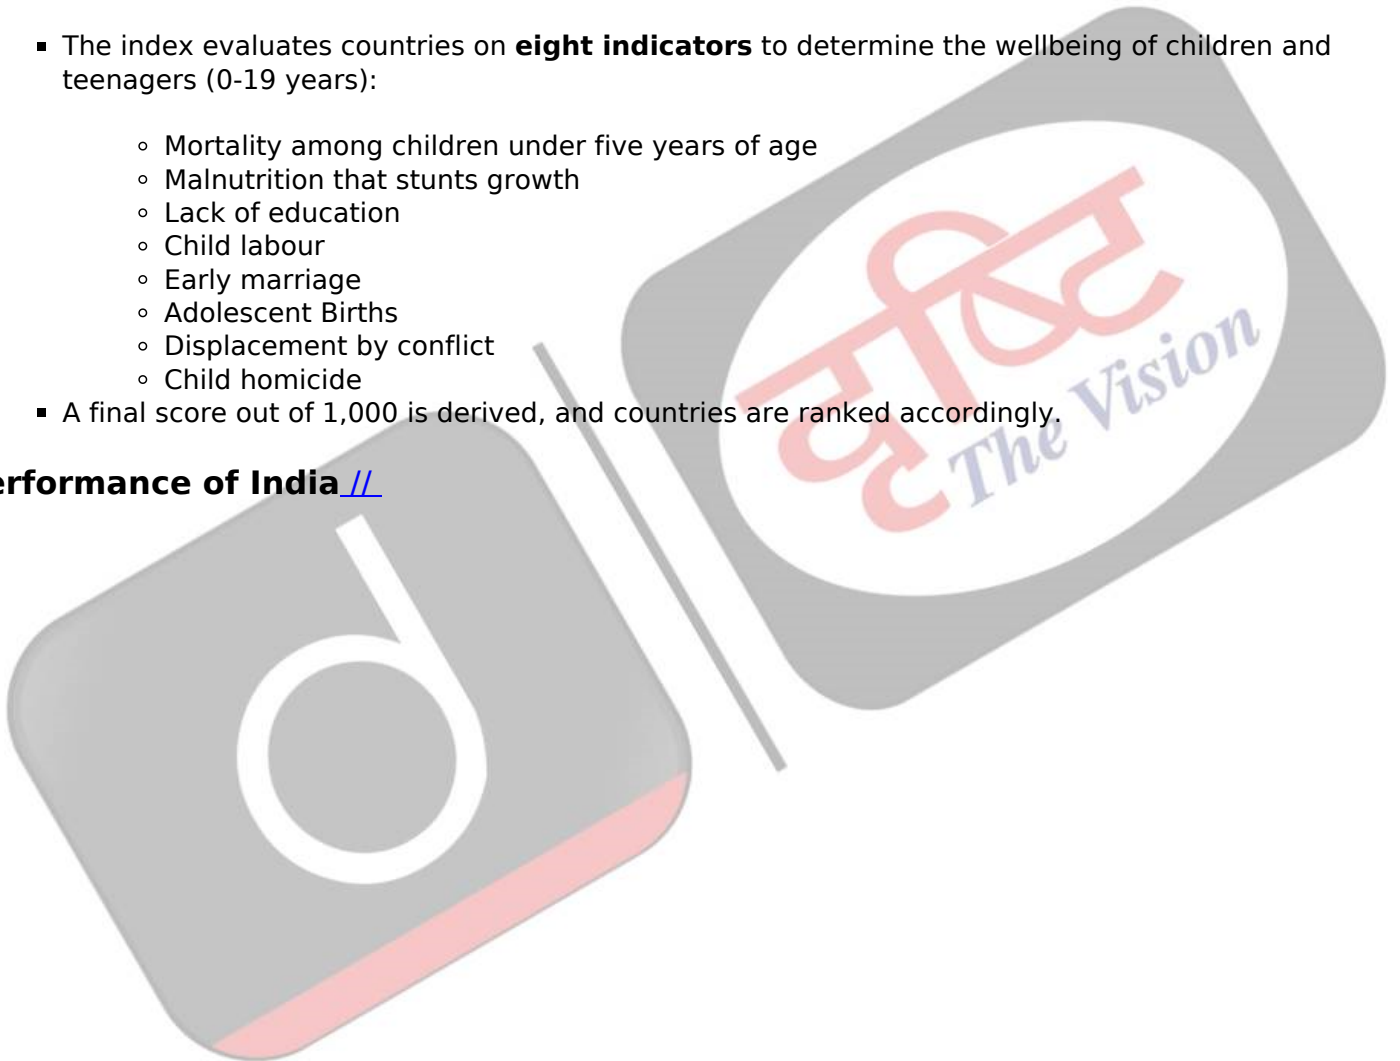 ▪ The index evaluates countries on eight indicators to determine the wellbeing of children and
teenagers (0-19 years):
◦ Mortality among children under five years of age
◦ Malnutrition that stunts growth
◦ Lack of education
◦ Child labour
◦ Early marriage
◦ Adolescent Births
◦ Displacement by conflict
◦ Child homicide
▪ A final score out of 1,000 is derived, and countries are ranked accordingly.
erformance of India //
दृष्टि
The Vision
d